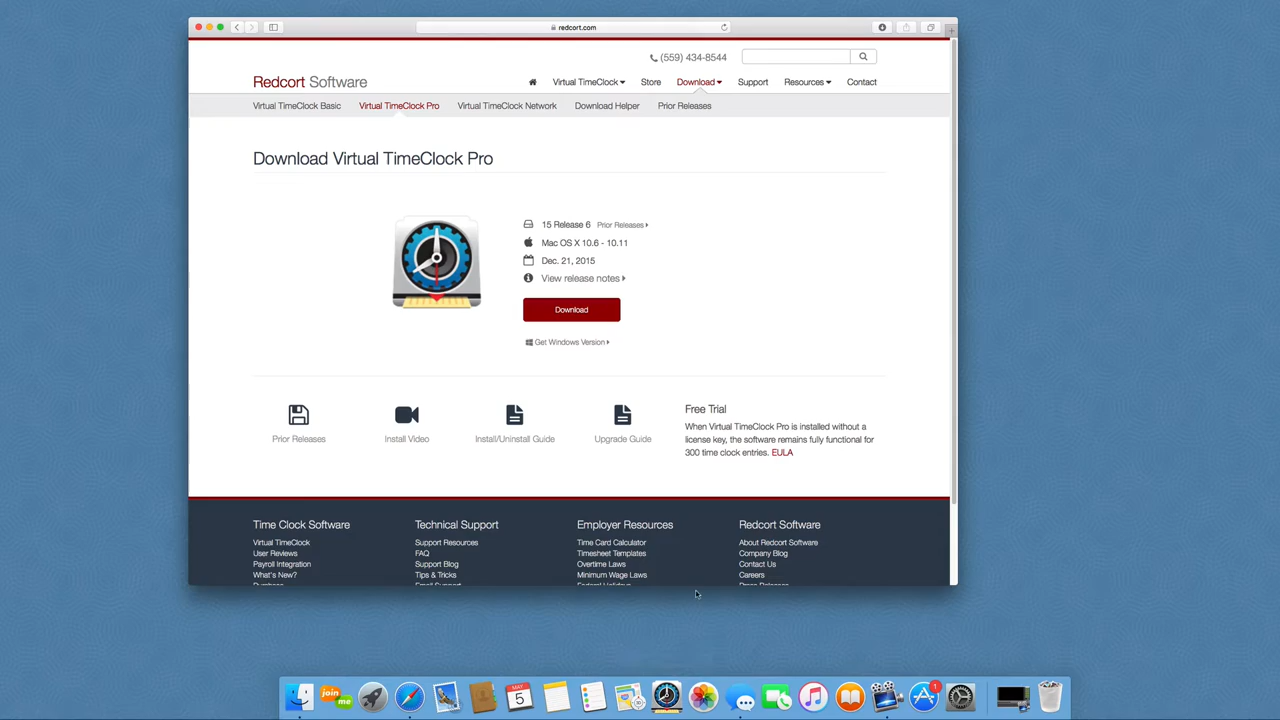 redcort.com
(559) 434-8544
Redcort Software
Virtual TimeClock
Store
Download
Support
Resources
Contact
Virtual TimeClock Basic
Virtual TimeClock Pro
Virtual TimeClock Network
Download Helper
Prior Releases
Download Virtual TimeClock Pro
15 Release 6 Prior Releases
Mac OS X 10.6 - 10.11
Dec. 21, 2015
View release notes
Download
Get Windows Version
Prior Releases
Install Video
Install/Uninstall Guide
Upgrade Guide
Free Trial
When Virtual TimeClock Pro is installed without a
license key, the software remains fully functional for
300 time clock entries. EULA
Time Clock Software
Virtual TimeClock
User Reviews
Payroll Integration
What's New?
Technical Support
Support Resources
FAQ
Support Blog
Tips & Tricks
Employer Resources
Time Card Calculator
Timesheet Templates
Overtime Laws
Minimum Wage Laws
Redcort Software
About Redcort Software
Company Blog
Contact Us
Careers
join
me
MAY
5
30
1